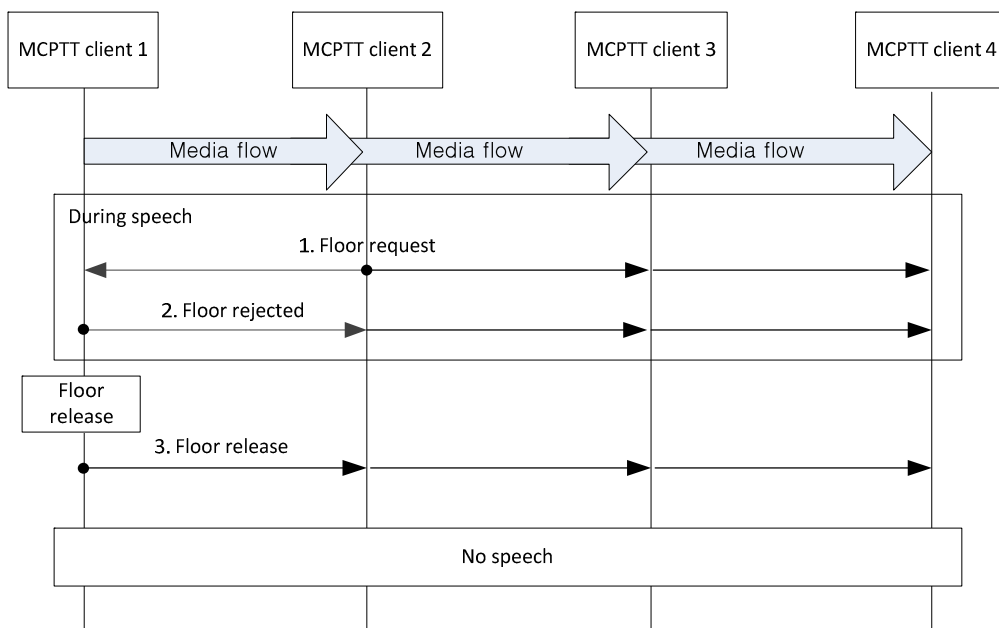 MCPTT client 1
MCPTT client 2
MCPTT client 3
MCPTT client 4
Media flow
Media flow
Media flow
During speech
1. Floor request
2. Floor rejected
Floor
release
3. Floor release
No speech